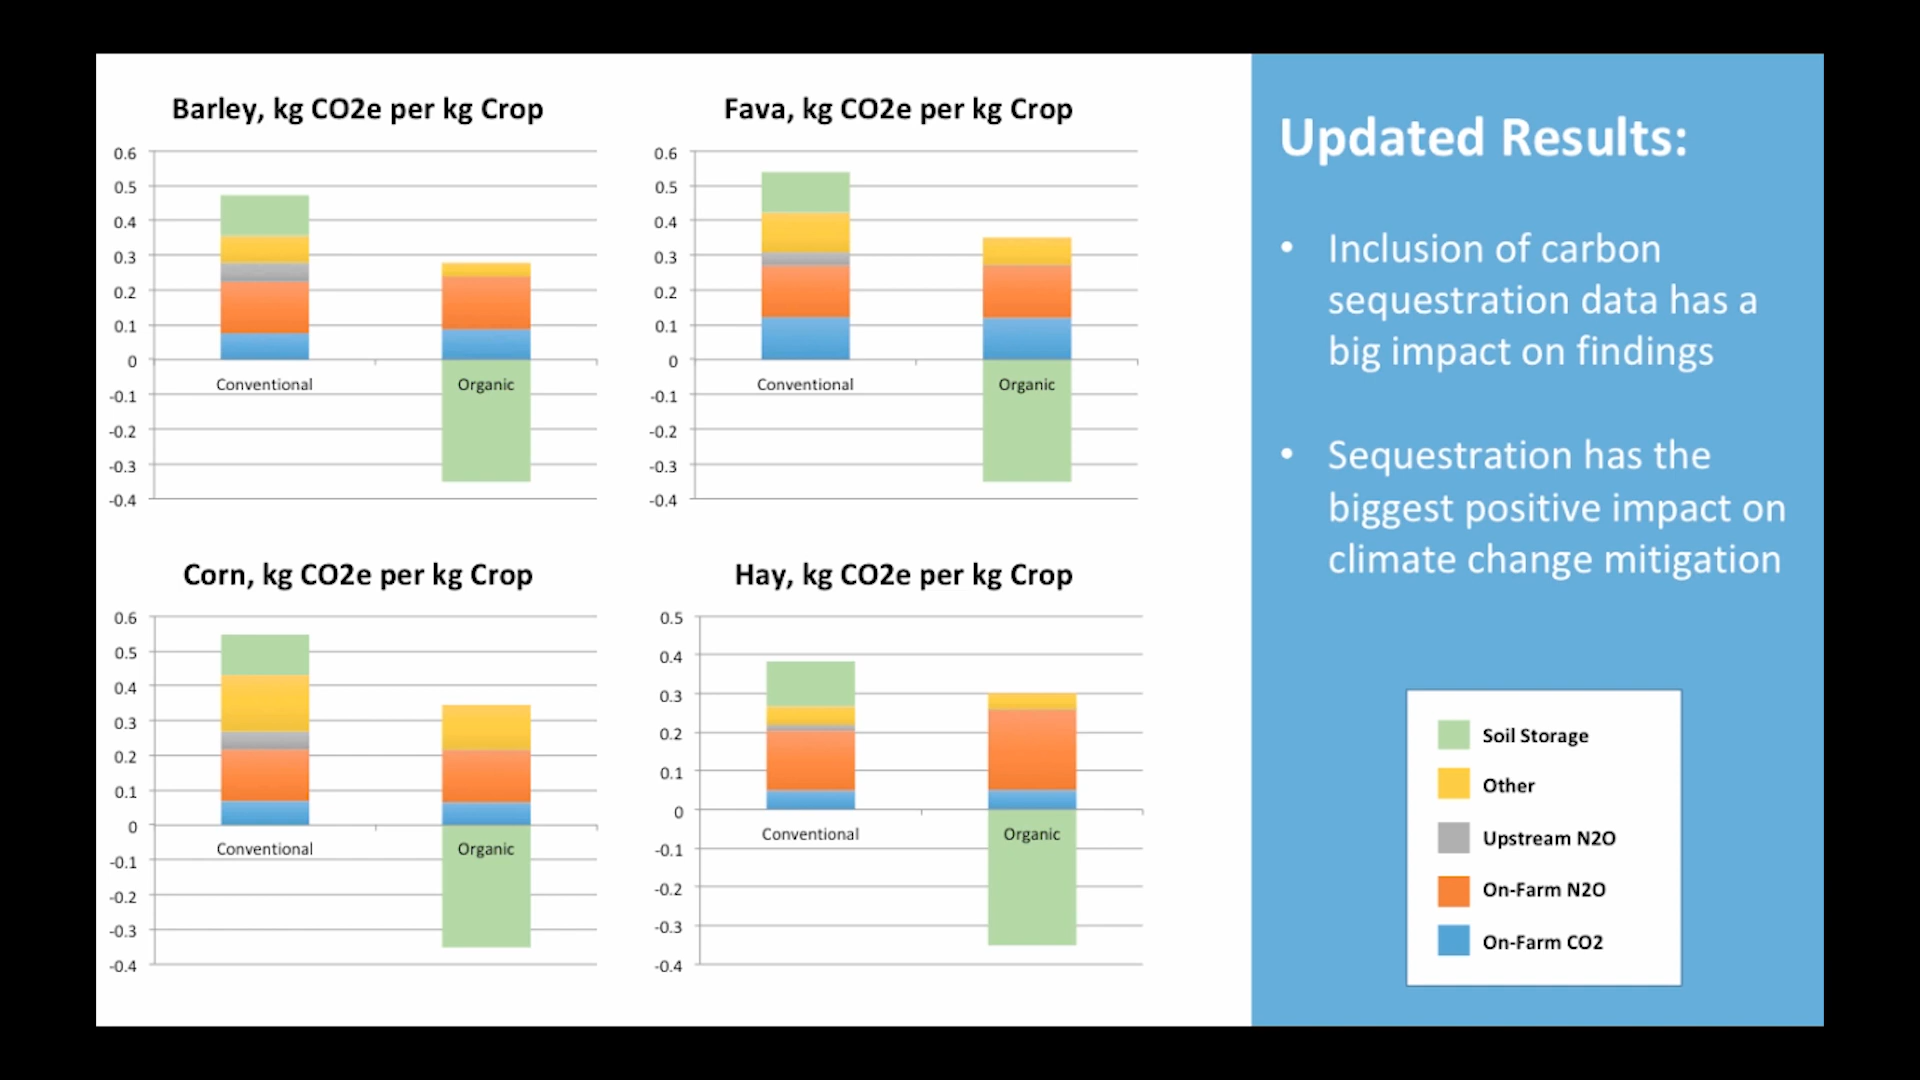 Barley, kg CO2e per kg Crop
0.6
0.5
0.4
0.3
0.2
0.1
0
-0.1
-0.2
-0.3
-0.4
Conventional
Organic
Fava, kg CO2e per kg Crop
0.6
0.5
0.4
0.3
0.2
0.1
0
-0.1
-0.2
-0.3
-0.4
Conventional
Organic
Corn, kg CO2e per kg Crop
0.6
0.5
0.4
0.3
0.2
0.1
0
-0.1
-0.2
-0.3
-0.4
Conventional
Organic
Hay, kg CO2e per kg Crop
0.5
0.4
0.3
0.2
0.1
0
-0.1
-0.2
-0.3
-0.4
Conventional
Organic
Updated Results:
• Inclusion of carbon
sequestration data has a
big impact on findings
• Sequestration has the
biggest positive impact on
climate change mitigation
Soil Storage
Other
Upstream N2O
On-Farm N2O
On-Farm CO2